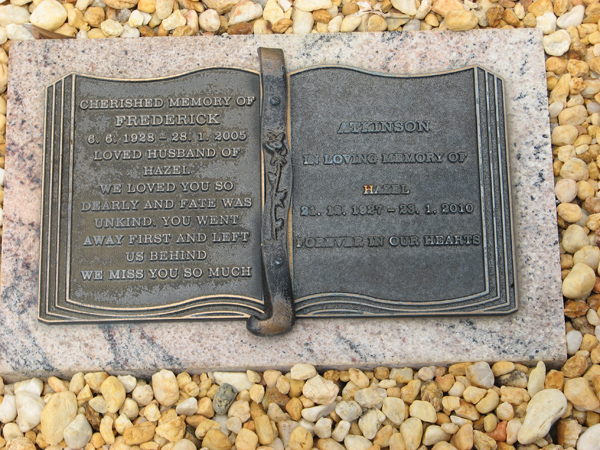 CHERISHED MEMORY OF
FREDERICK
6. 6. 1928 – 28. 1. 2005
LOVED HUSBAND OF
HAZEL.
WE LOVED YOU SO
DEARLY AND FATE WAS
UNKIND. YOU WENT
AWAY FIRST AND LEFT
US BEHIND
WE MISS YOU SO MUCH
ATKINSON
IN LOVING MEMORY OF
HAZEL
1927 – 23. 1. 2010
FOREVER IN OUR HEARTS